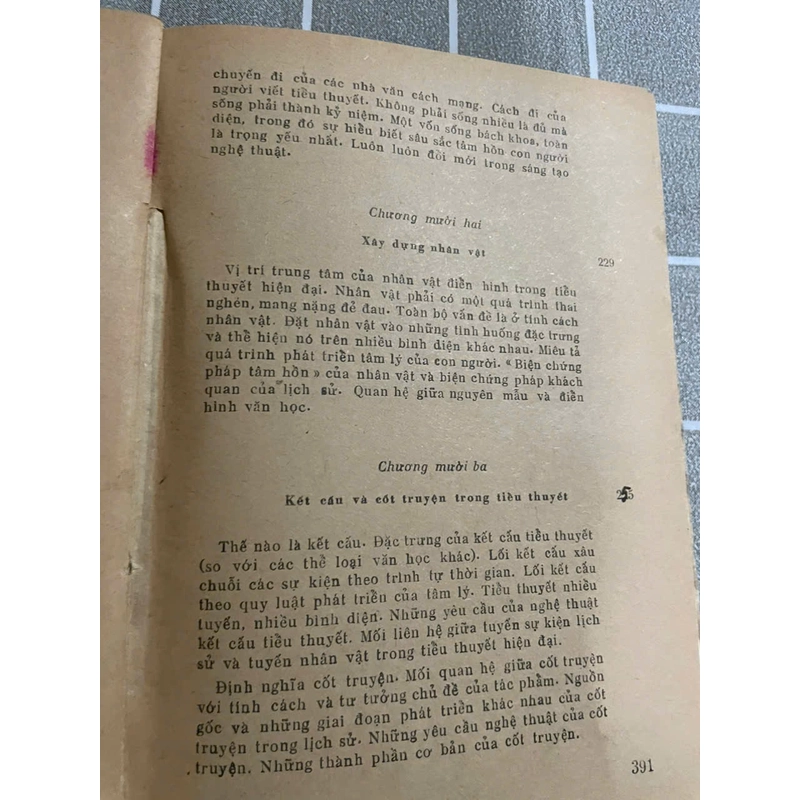 chuyến đi của các nhà văn cách mạng. Cách đi của
người viết tiểu thuyết. Không phải sống nhiều là đủ mà
sống phải thành kỷ niệm. Một vốn sống bách khoa, toàn
diện, trong đó sự hiểu biết sâu sắc tâm hồn con người
là trọng yếu nhất. Luôn luôn đổi mới trong sáng tạo
nghệ thuật.
Chương mười hai
Xây dựng nhân vật 229
Vị trí trung tâm của nhân vật điển hình trong tiểu
thuyết hiện đại. Nhân vật phải có một quá trình thai
nghén, mang nặng đẻ đau. Toàn bộ vấn đề là ở tính cách
nhân vật. Đặt nhân vật vào những tình huống đặc trưng
và thể hiện nó trên nhiều bình diện khác nhau. Miêu tả
quá trình phát triển tâm lý của con người. « Biện chứng
pháp tâm hồn » của nhân vật và biện chứng pháp khách
quan của lịch sử. Quan hệ giữa nguyên mẫu và điển
hình văn học.
Chương mười ba
Kết cấu và cốt truyện trong tiểu thuyết
Thế nào là kết cấu. Đặc trưng của kết cấu tiểu thuyết
(so với các thể loại văn học khác). Lối kết cấu xâu
chuỗi các sự kiện theo trình tự thời gian. Lối kết cấu
theo quy luật phát triển của tâm lý. Tiểu thuyết nhiều
tuyến, nhiều bình diện. Những yêu cầu của nghệ thuật
kết cấu tiểu thuyết. Mối liên hệ giữa tuyến sự kiện lịch
sử và tuyến nhân vật trong tiểu thuyết hiện đại.
Định nghĩa cốt truyện. Mối quan hệ giữa cốt truyện
với tính cách và tư tưởng chủ đề của tác phẩm. Nguồn
gốc và những giai đoạn phát triển khác nhau của cốt
truyện trong lịch sử. Những yêu cầu nghệ thuật của cốt
truyện. Những thành phần cơ bản của cốt truyện.
391